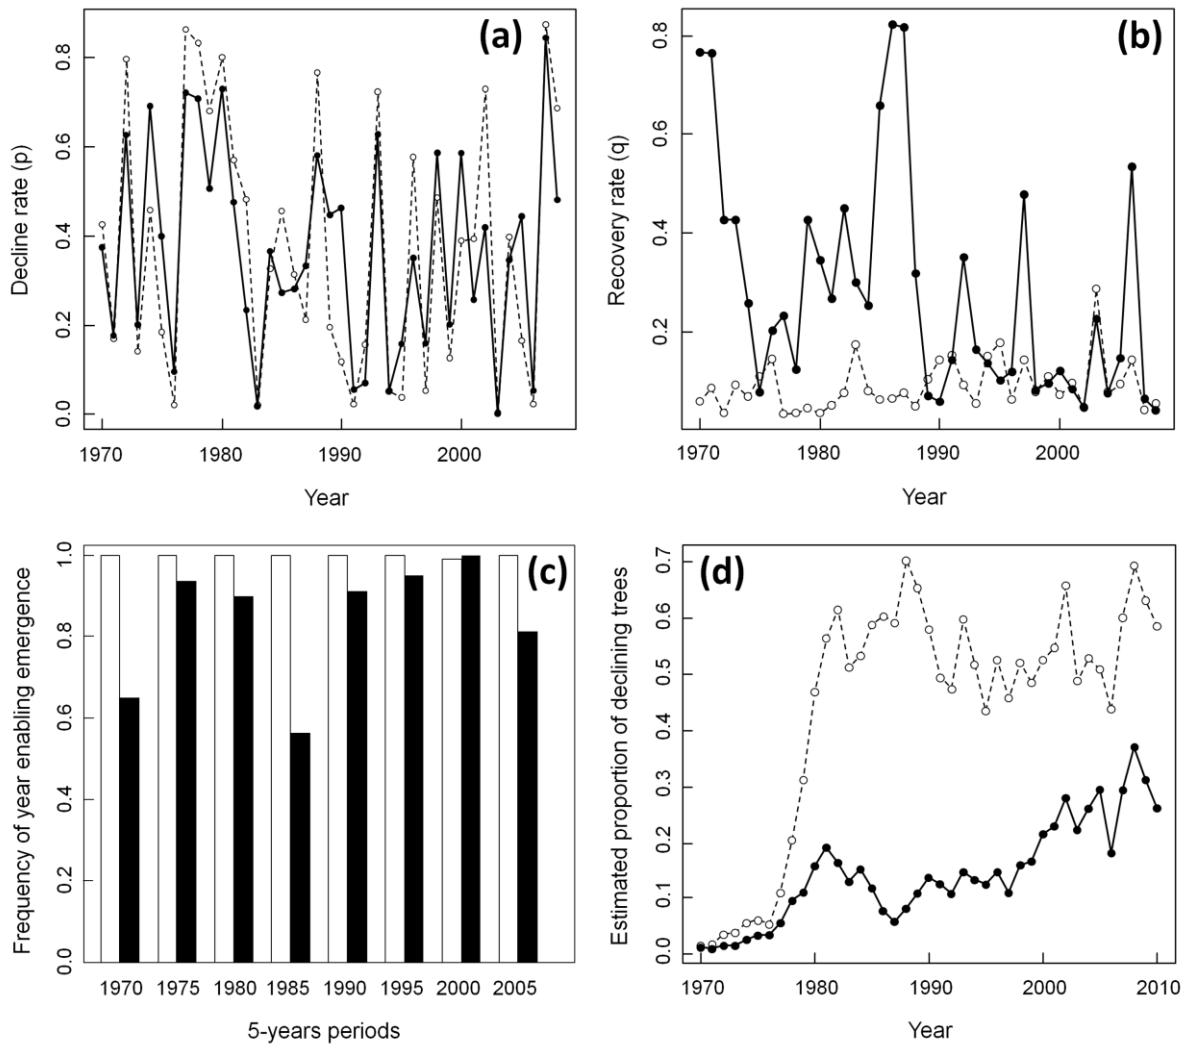 (a)
Decline rate (p)
0.8
0.6
0.4
0.2
0.0
1970 1980 1990 2000
Year
(b)
Recovery rate (q)
0.8
0.6
0.4
0.2
1970 1980 1990 2000
Year
(c)
Frequency of year enabling emergence
1.0
0.8
0.6
0.4
0.2
0.0
1970 1975 1980 1985 1990 1995 2000 2005
5-years periods
(d)
Estimated proportion of declining trees
0.7
0.6
0.5
0.4
0.3
0.2
0.1
0.0
1970 1980 1990 2000 2010
Year